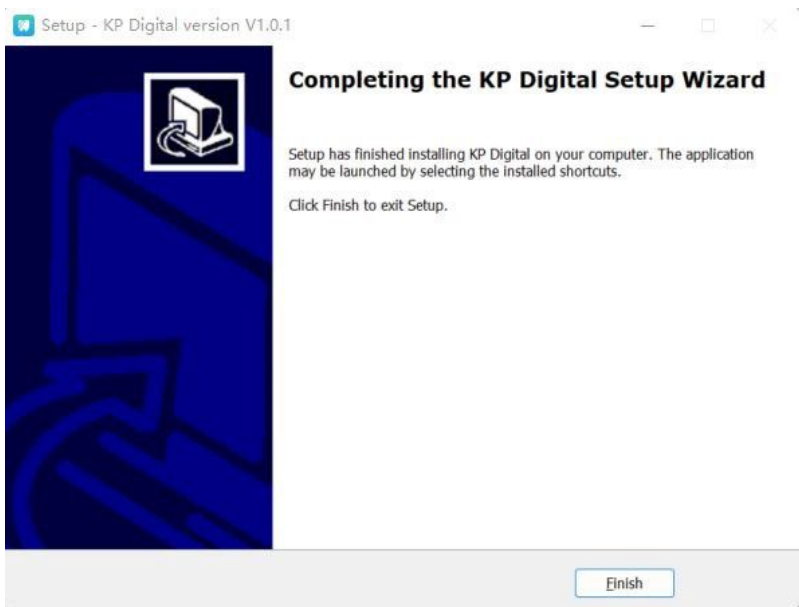 Setup - KP Digital version V1.0.1
Completing the KP Digital Setup Wizard
Setup has finished installing KP Digital on your computer. The application
may be launched by selecting the installed shortcuts.
Click Finish to exit Setup.
Finish